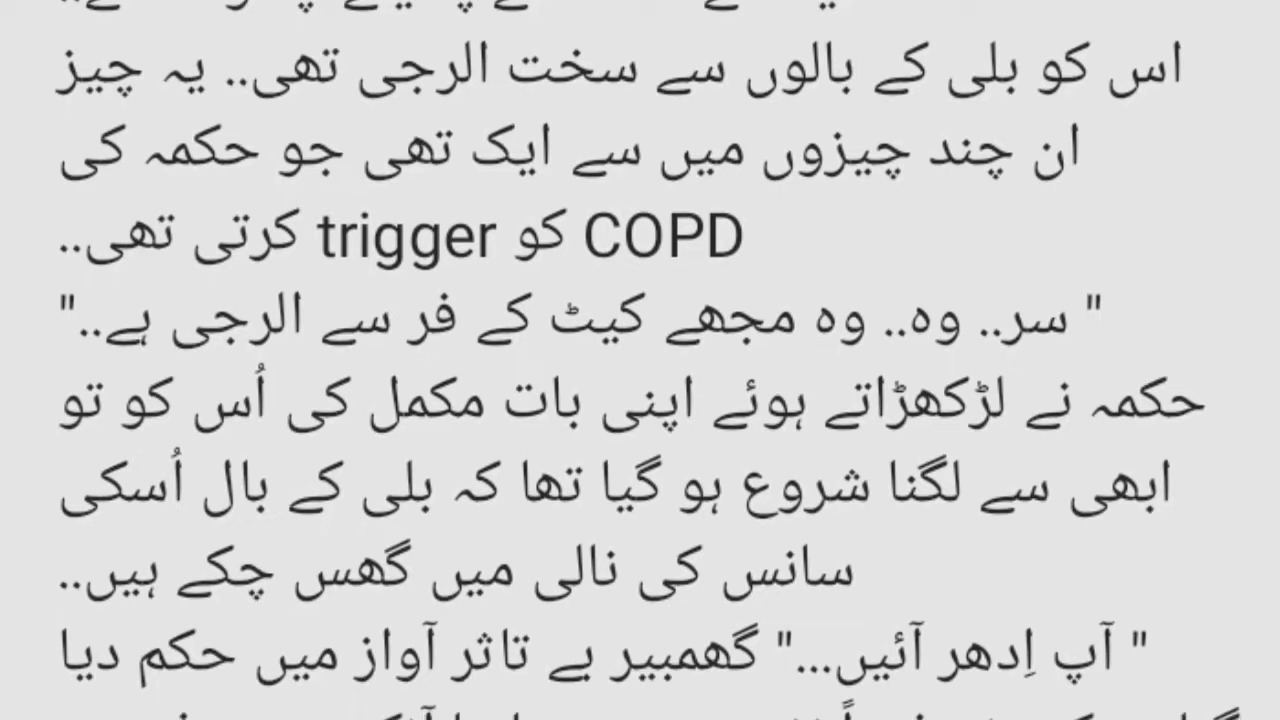 اس کو بلی کے بالوں سے سخت الرجی تھی.. یہ چیز
ان چند چیزوں میں سے ایک تھی جو حکمہ کی
COPD کو trigger کرتی تھی..
" سر.. وہ.. وہ مجھے کیٹ کے فر سے الرجی ہے.."
حکمہ نے لڑکھڑاتے ہوئے اپنی بات مکمل کی اُس کو تو
ابھی سے لگنا شروع ہو گیا تھا کہ بلی کے بال اُسکی
سانس کی نالی میں گھس چکے ہیں..
" آپ اِدھر آئیں..." گھمبیر بے تاثر آواز میں حکم دیا